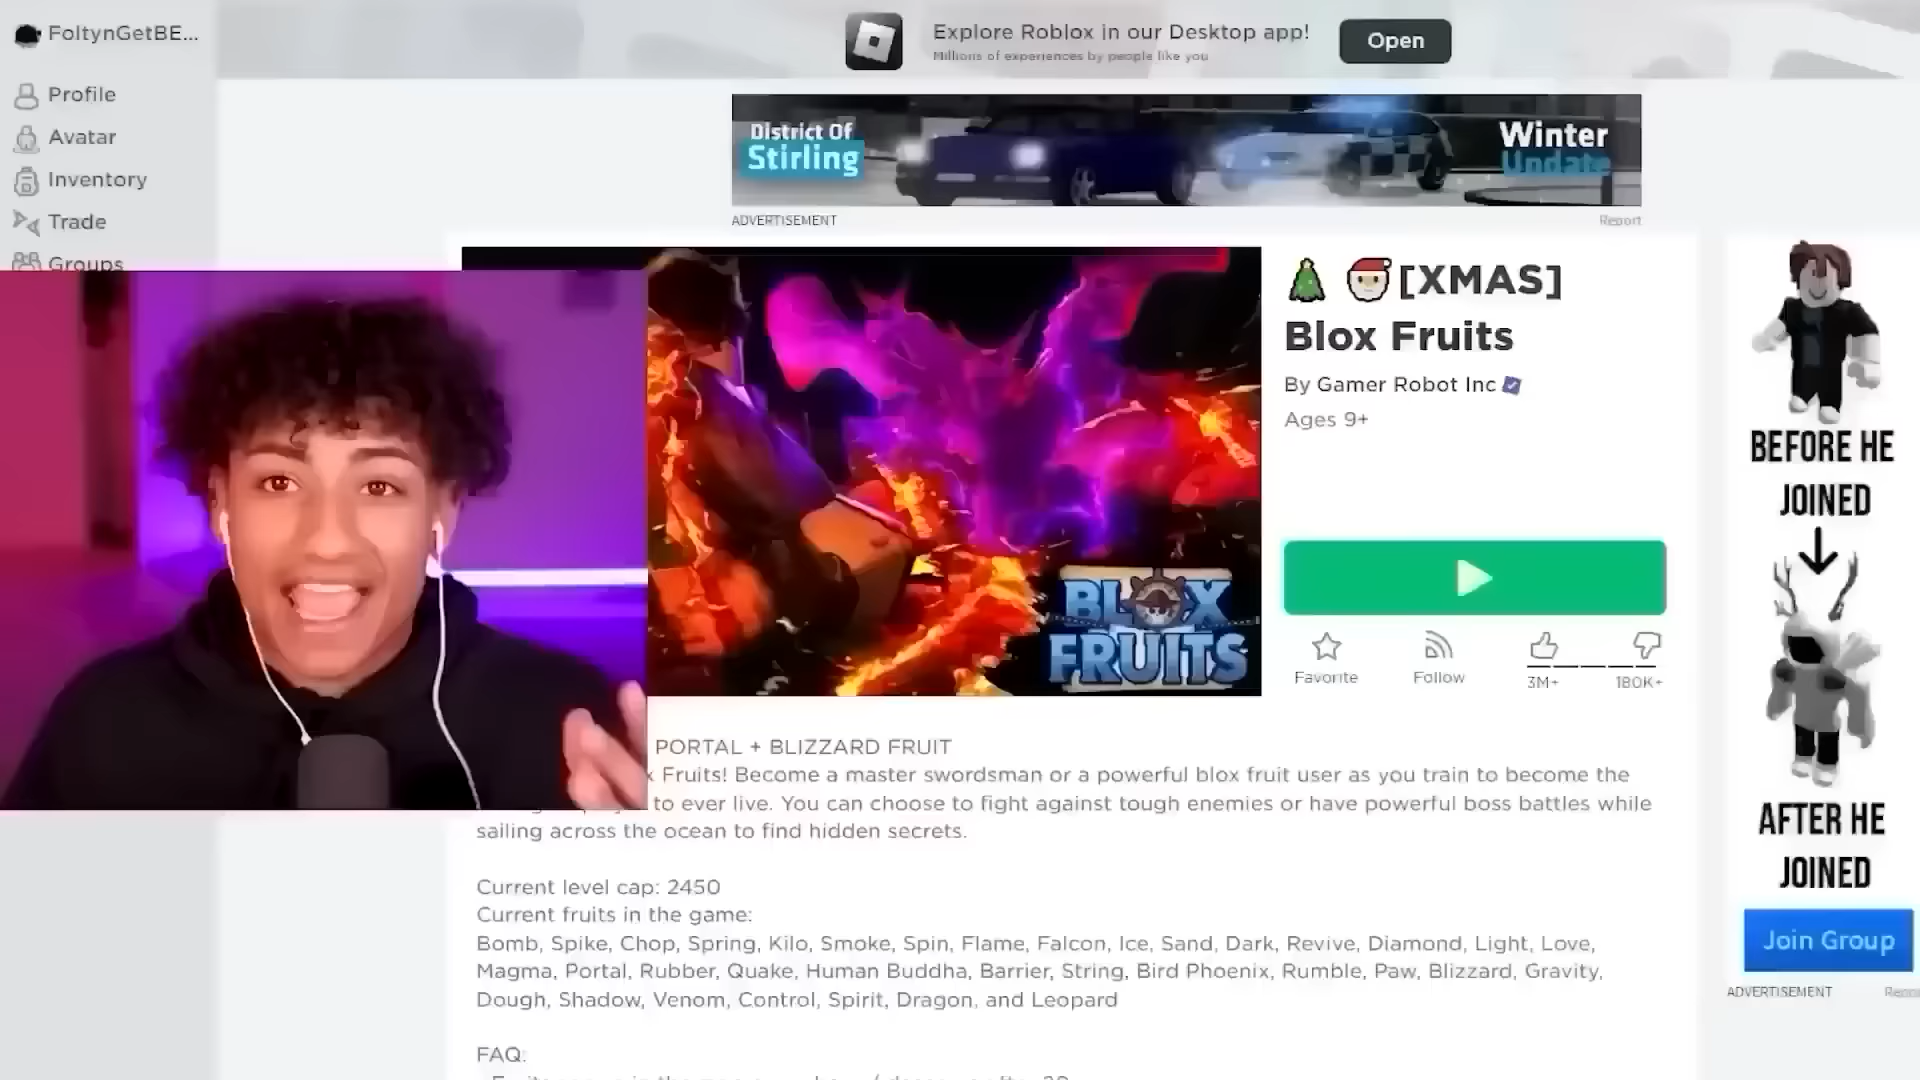 FoltynGetBE...
Profile
Avatar
Inventory
Trade
Groups
Explore Roblox in our Desktop app!
Millions of experiences by people like you
Open
District Of
Stirling
Winter
Update
ADVERTISEMENT
Report
[XMAS]
Blox Fruits
By Gamer Robot Inc
Ages 9+
BLOX
FRUITS
Favorite
Follow
3M+
180K+
PORTAL + BLIZZARD FRUIT
x Fruits! Become a master swordsman or a powerful blox fruit user as you train to become the
to ever live. You can choose to fight against tough enemies or have powerful boss battles while
sailing across the ocean to find hidden secrets.
Current level cap: 2450
Current fruits in the game:
Bomb, Spike, Chop, Spring, Kilo, Smoke, Spin, Flame, Falcon, Ice, Sand, Dark, Revive, Diamond, Light, Love,
Magma, Portal, Rubber, Quake, Human Buddha, Barrier, String, Bird Phoenix, Rumble, Paw, Blizzard, Gravity,
Dough, Shadow, Venom, Control, Spirit, Dragon, and Leopard
FAQ:
BEFORE HE
JOINED
AFTER HE
JOINED
Join Group
ADVERTISEMENT